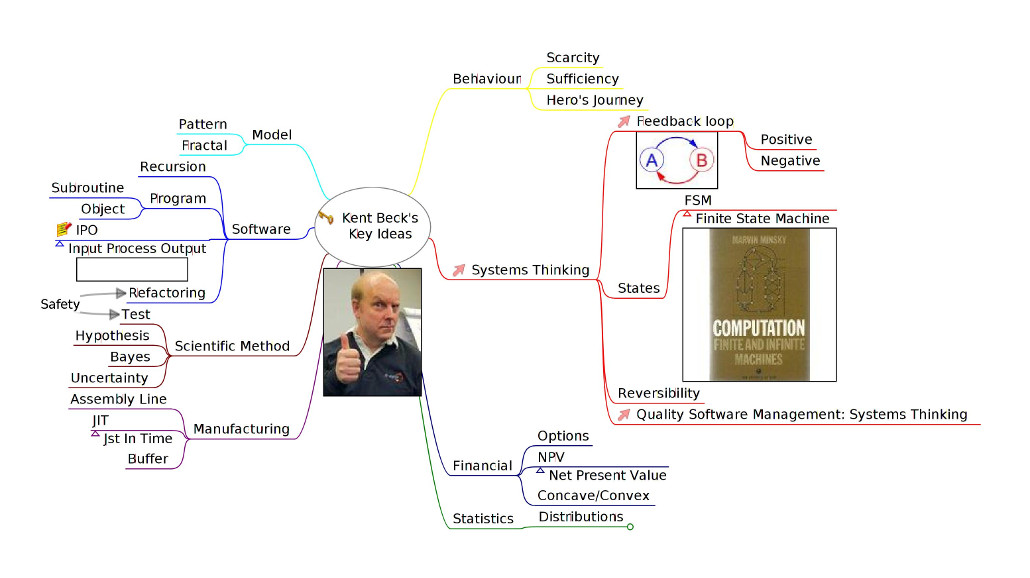 Kent Beck's
Key Ideas
Behaviour
Scarcity
Sufficiency
Hero's Journey
Systems Thinking
Feedback loop
A
B
Positive
Negative
States
FSM
Finite State Machine
MARVIN MINSKY
COMPUTATION
FINITE AND INFINITE
MACHINES
Reversibility
Quality Software Management: Systems Thinking
Financial
Options
NPV
Net Present Value
Concave/Convex
Statistics
Distributions
Model
Pattern
Fractal
Software
Recursion
Program
Subroutine
Object
IPO
Input Process Output
Refactoring
Safety
Scientific Method
Test
Hypothesis
Bayes
Uncertainty
Manufacturing
Assembly Line
JIT
Jst In Time
Buffer